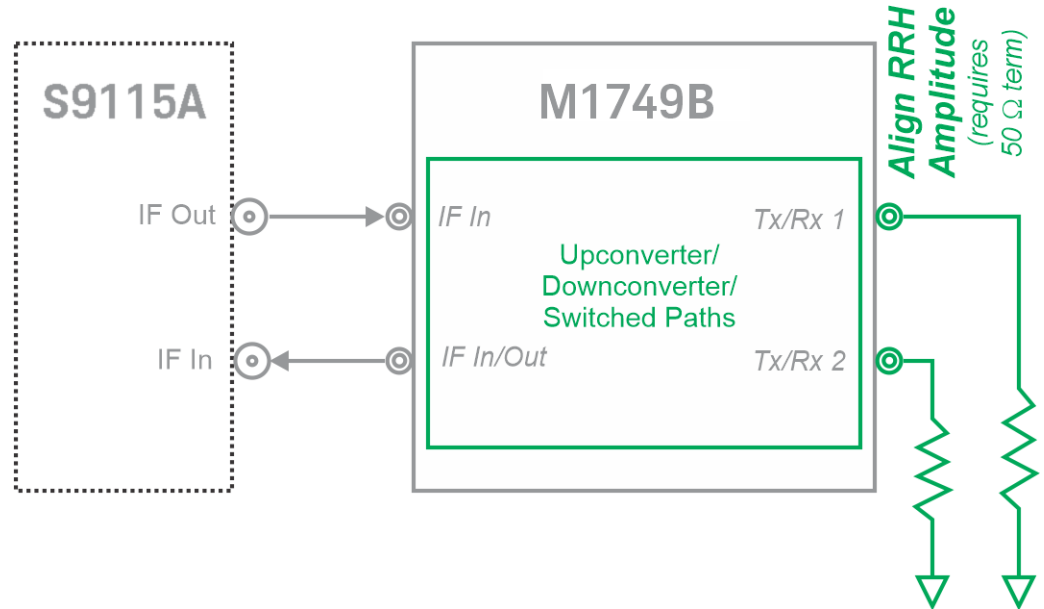 S9115A
IF Out
IF In
M1749B
IF In
Tx/Rx 1
Upconverter/
Downconverter/
Switched Paths
IF In/Out
Tx/Rx 2
Align RRH
Amplitude
(requires
50 Ω term)